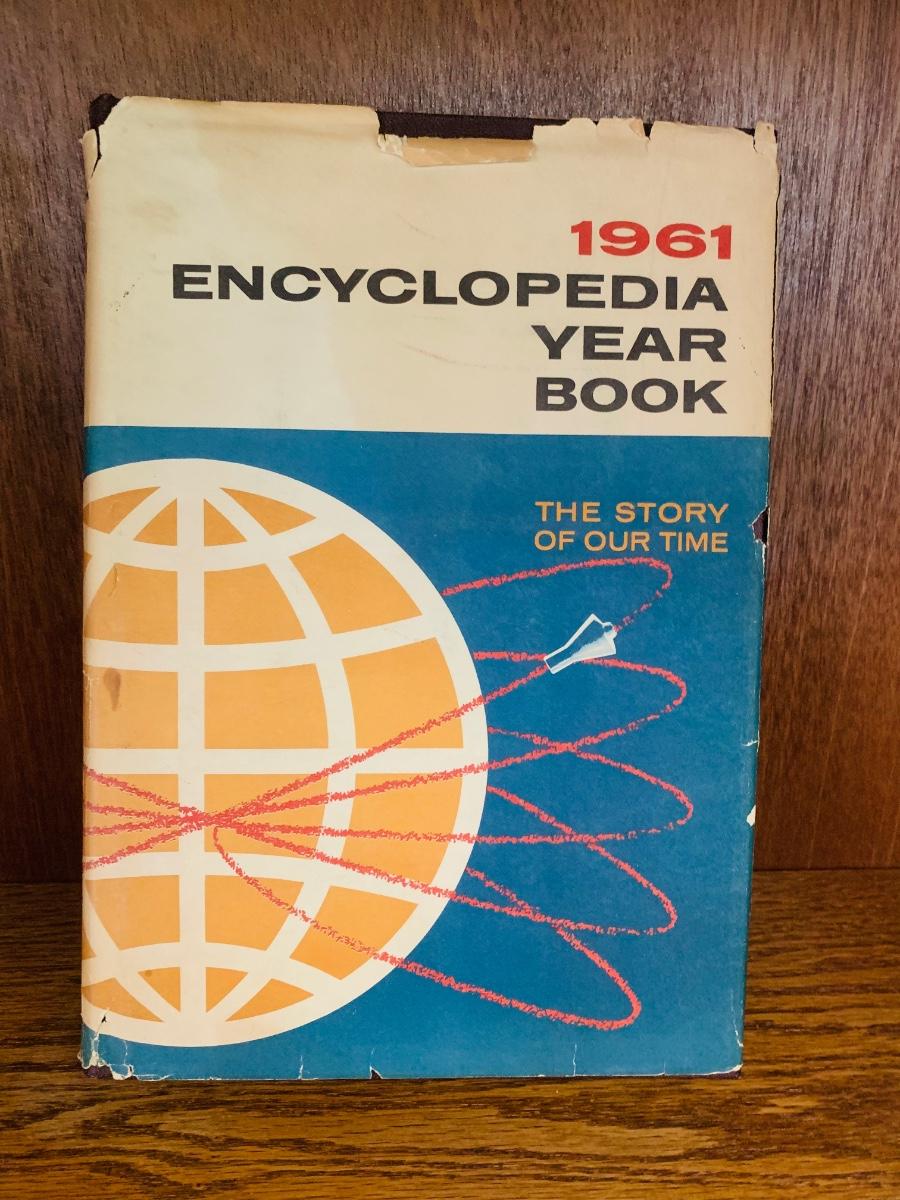 1961
ENCYCLOPEDIA
YEAR
BOOK
THE STORY
OF OUR TIME